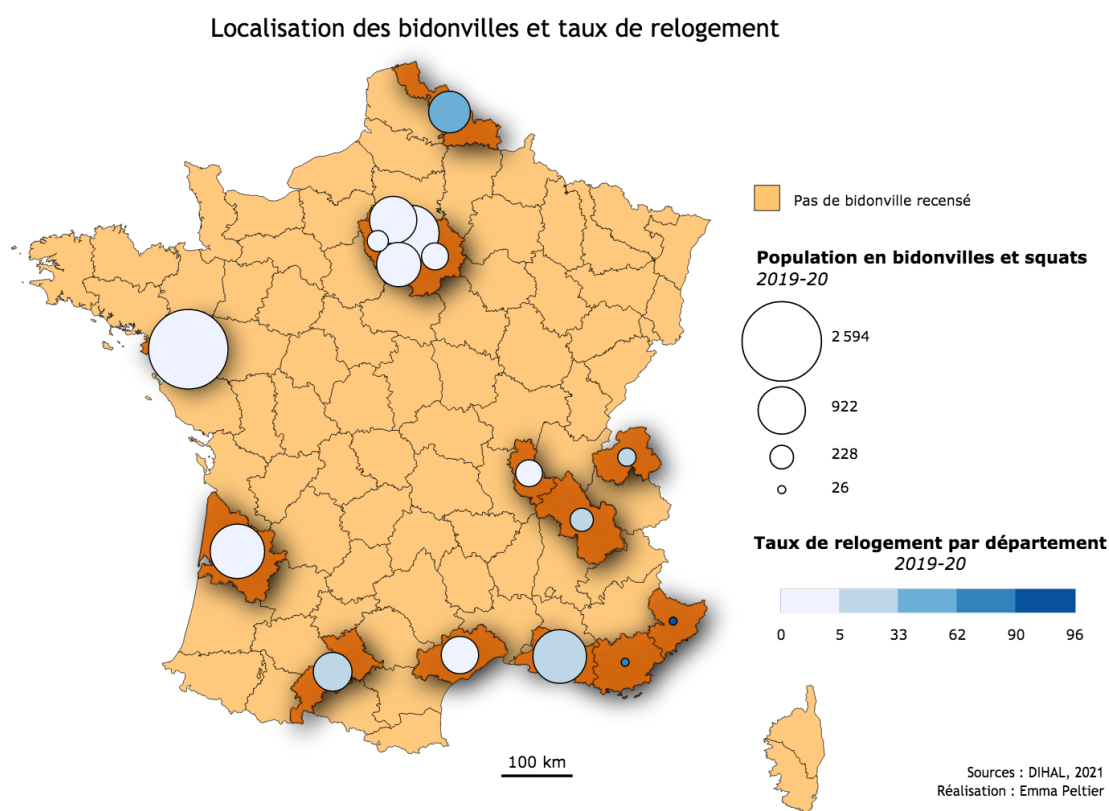 Localisation des bidonvilles et taux de relogement
Pas de bidonville recensé
Population en bidonvilles et squats
2019-20
2 594
922
228
26
Taux de relogement par département
2019-20
0 5 33 62 90 96
100 km
Sources : DIHAL, 2021
Réalisation : Emma Peltier